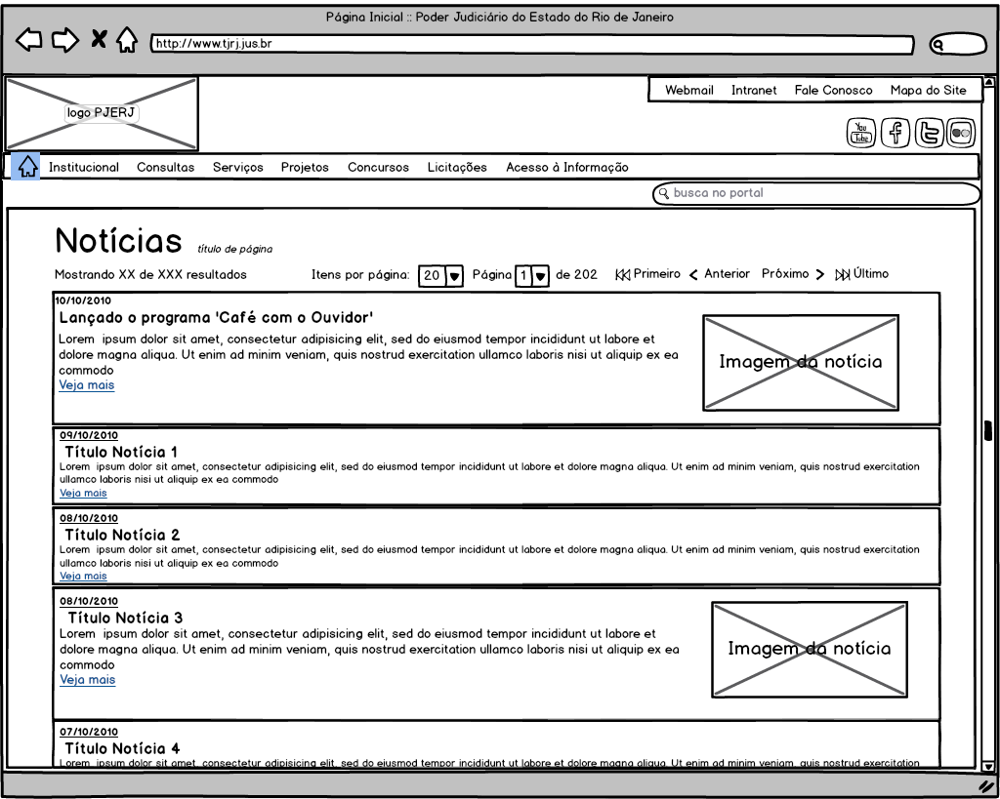 Página Inicial :: Poder Judiciário do Estado do Rio de Janeiro
http://www.tjrj.jus.br
logo PJERJ
Webmail Intranet Fale Conosco Mapa do Site
You Tube
Institucional Consultas Serviços Projetos Concursos Licitações Acesso à Informação
busca no portal
Notícias título de página
Mostrando XX de XXX resultados Itens por página: 20 Página 1 de 202 Primeiro < Anterior Próximo > Último
10/10/2010
Lançado o programa 'Café com o Ouvidor'
Lorem ipsum dolor sit amet, consectetur adipisicing elit, sed do eiusmod tempor incididunt ut labore et
dolore magna aliqua. Ut enim ad minim veniam, quis nostrud exercitation ullamco laboris nisi ut aliquip ex ea
commodo
Veja mais
Imagem da notícia
09/10/2010
Título Notícia 1
Lorem ipsum dolor sit amet, consectetur adipisicing elit, sed do eiusmod tempor incididunt ut labore et dolore magna aliqua. Ut enim ad minim veniam, quis nostrud exercitation
ullamco laboris nisi ut aliquip ex ea commodo
Veja mais
08/10/2010
Título Notícia 2
Lorem ipsum dolor sit amet, consectetur adipisicing elit, sed do eiusmod tempor incididunt ut labore et dolore magna aliqua. Ut enim ad minim veniam, quis nostrud exercitation
ullamco laboris nisi ut aliquip ex ea commodo
Veja mais
08/10/2010
Título Notícia 3
Lorem ipsum dolor sit amet, consectetur adipisicing elit, sed do eiusmod tempor incididunt ut labore et
dolore magna aliqua. Ut enim ad minim veniam, quis nostrud exercitation ullamco laboris nisi ut aliquip ex ea
commodo
Veja mais
Imagem da notícia
07/10/2010
Título Notícia 4
Lorem ipsum dolor sit amet, consectetur adipisicing elit, sed do eiusmod tempor incididunt ut labore et dolore magna aliqua. Ut enim ad minim veniam, quis nostrud exercitation